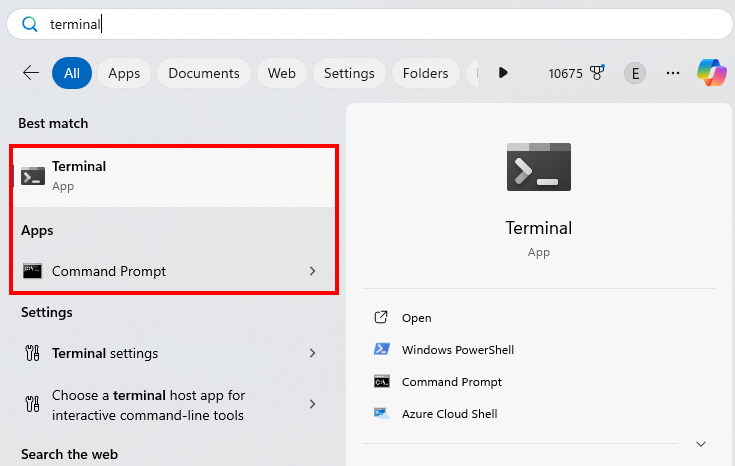 terminal
All
Apps
Documents
Web
Settings
Folders
10675
E
Best match
Terminal
App
Apps
Command Prompt
Settings
Terminal settings
Choose a terminal host app for
interactive command-line tools
Search the web
Terminal
App
Open
Windows PowerShell
Command Prompt
Azure Cloud Shell